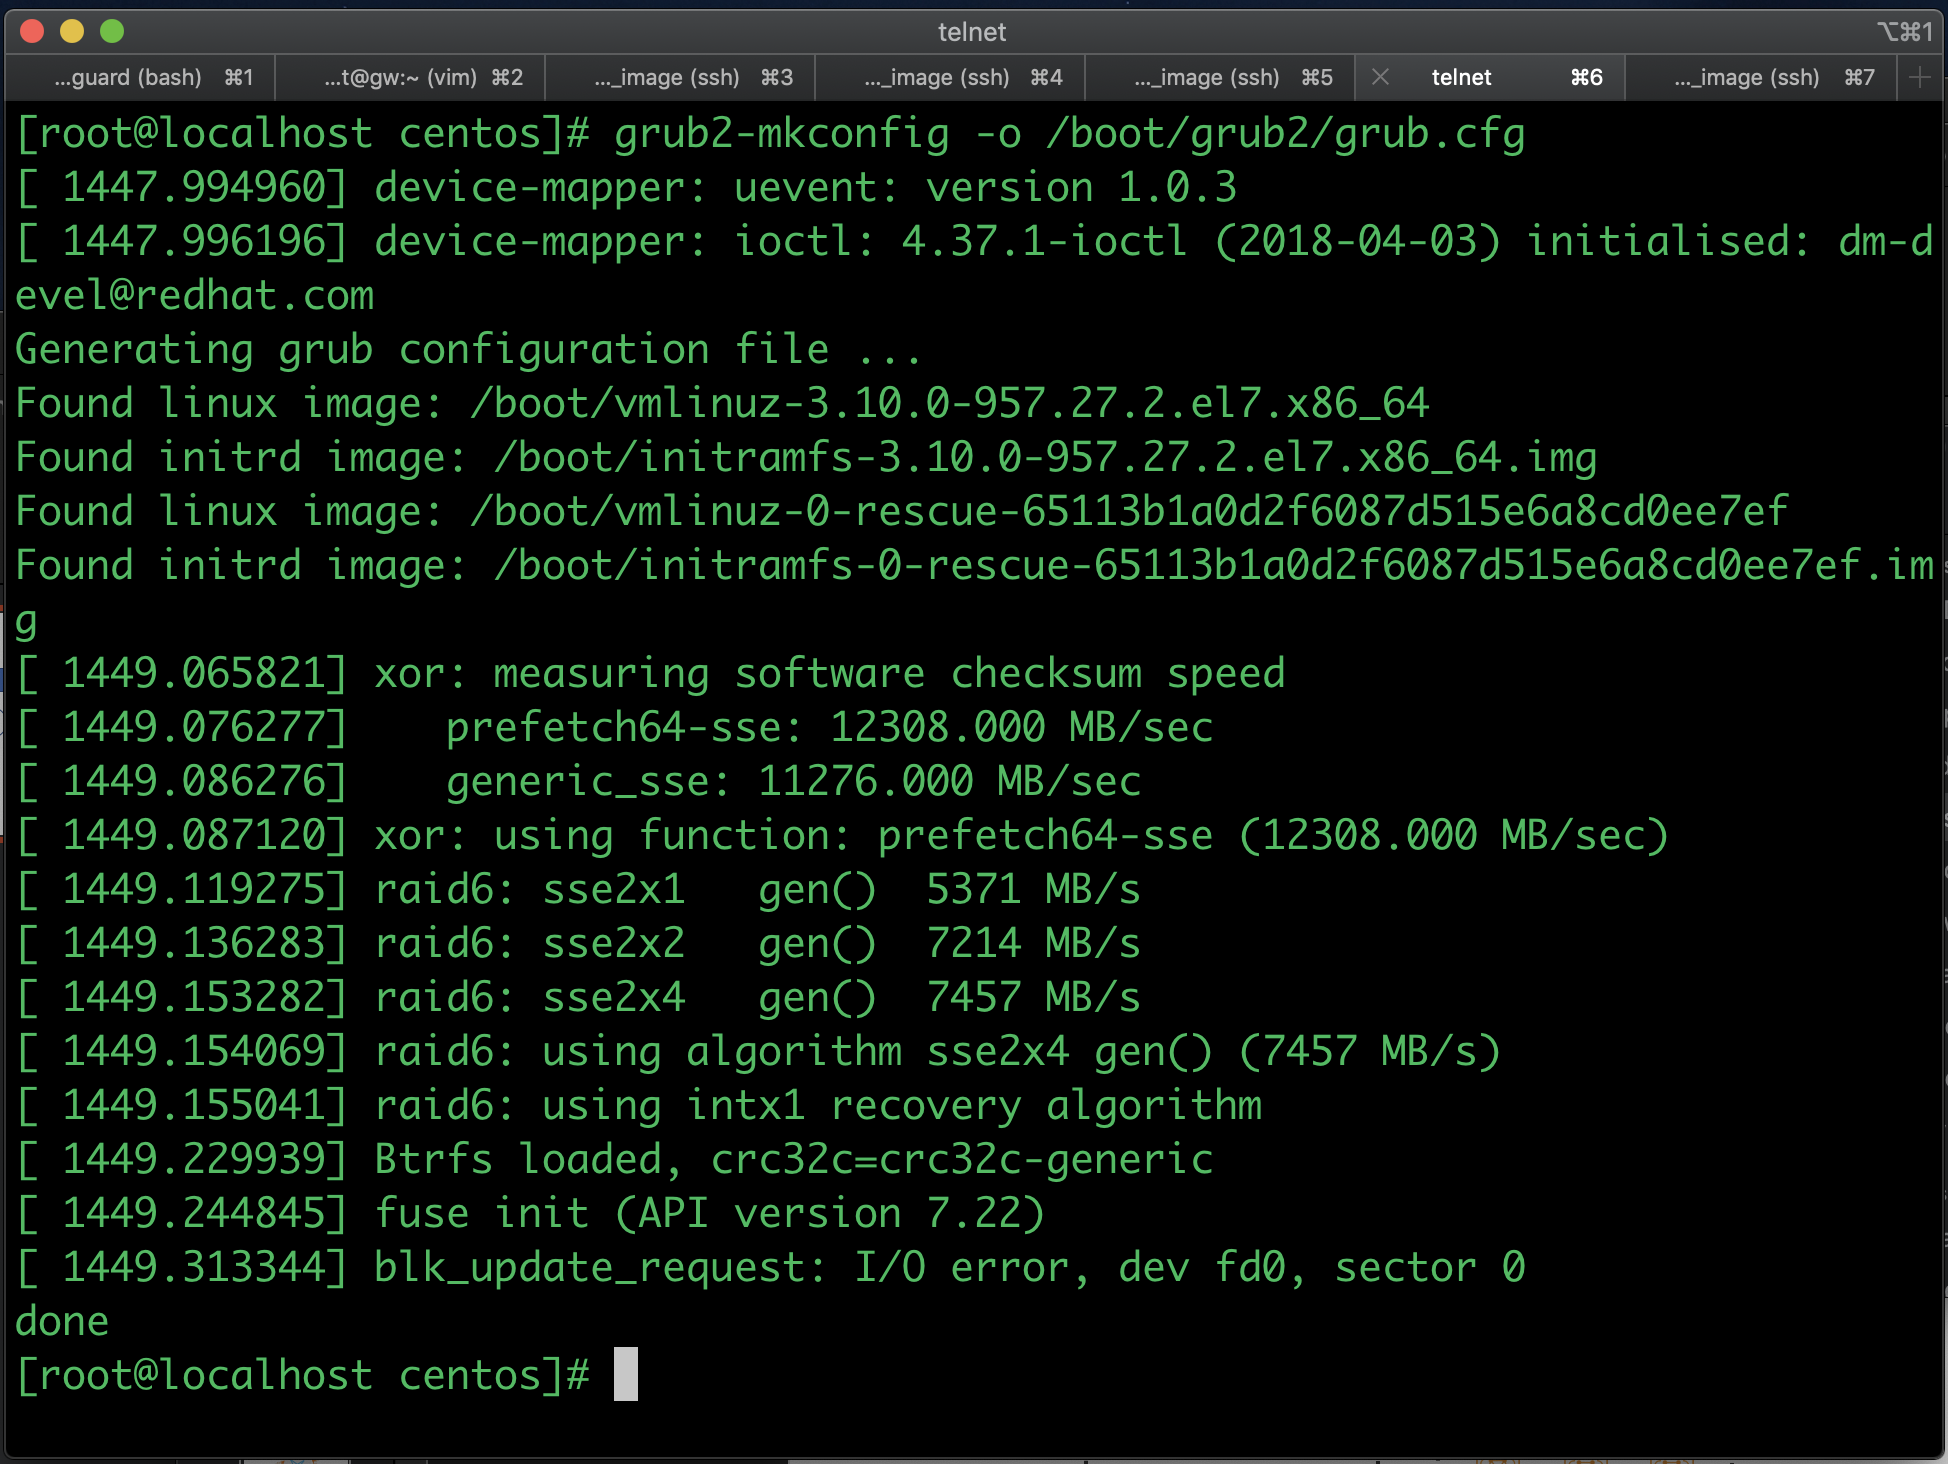 telnet
⌥⌘1
...guard (bash) ⌘1 ...t@gw:~ (vim) ⌘2 ..._image (ssh) ⌘3 ..._image (ssh) ⌘4 ..._image (ssh) ⌘5 telnet ⌘6 ..._image (ssh) ⌘7
[root@localhost centos]# grub2-mkconfig -o /boot/grub2/grub.cfg
[ 1447.994960] device-mapper: uevent: version 1.0.3
[ 1447.996196] device-mapper: ioctl: 4.37.1-ioctl (2018-04-03) initialised: dm-d
evel@redhat.com
Generating grub configuration file ...
Found linux image: /boot/vmlinuz-3.10.0-957.27.2.el7.x86_64
Found initrd image: /boot/initramfs-3.10.0-957.27.2.el7.x86_64.img
Found linux image: /boot/vmlinuz-0-rescue-65113b1a0d2f6087d515e6a8cd0ee7ef
Found initrd image: /boot/initramfs-0-rescue-65113b1a0d2f6087d515e6a8cd0ee7ef.im
g
[ 1449.065821] xor: measuring software checksum speed
[ 1449.076277]    prefetch64-sse: 12308.000 MB/sec
[ 1449.086276]    generic_sse: 11276.000 MB/sec
[ 1449.087120] xor: using function: prefetch64-sse (12308.000 MB/sec)
[ 1449.119275] raid6: sse2x1   gen()  5371 MB/s
[ 1449.136283] raid6: sse2x2   gen()  7214 MB/s
[ 1449.153282] raid6: sse2x4   gen()  7457 MB/s
[ 1449.154069] raid6: using algorithm sse2x4 gen() (7457 MB/s)
[ 1449.155041] raid6: using intx1 recovery algorithm
[ 1449.229939] Btrfs loaded, crc32c=crc32c-generic
[ 1449.244845] fuse init (API version 7.22)
[ 1449.313344] blk_update_request: I/O error, dev fd0, sector 0
done
[root@localhost centos]#